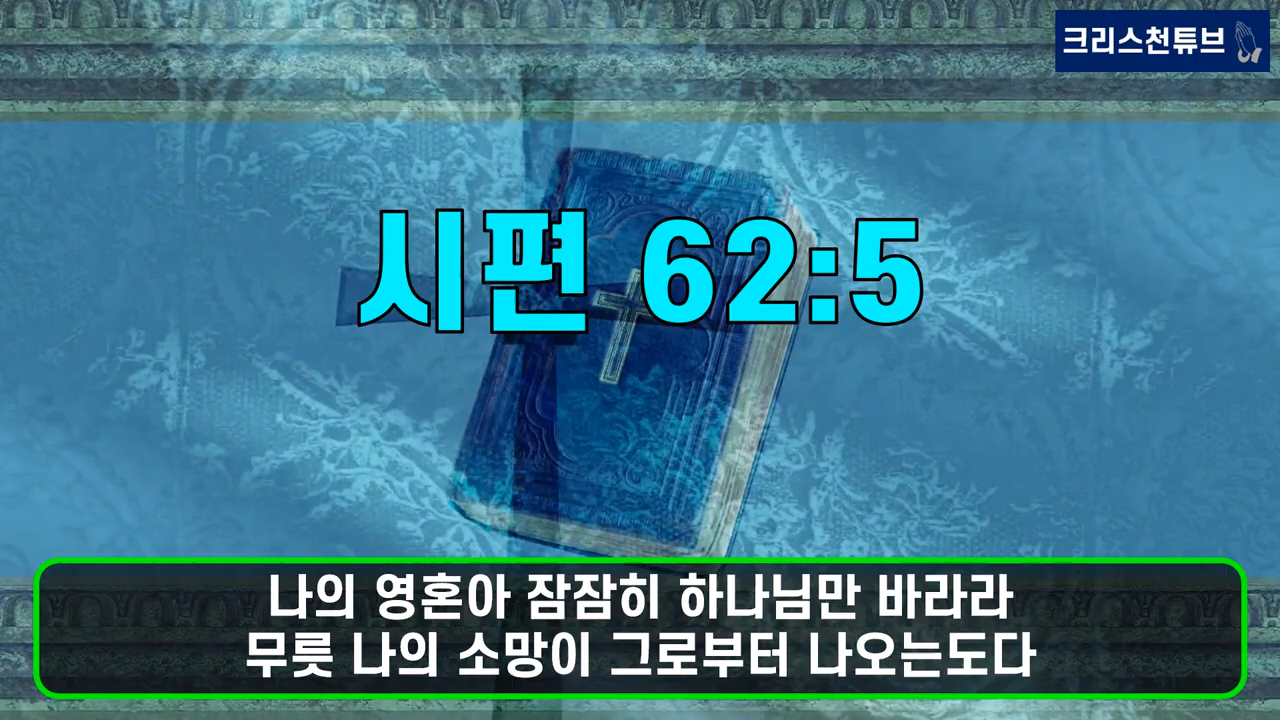 크리스천튜브
시편 62:5
나의 영혼아 잠잠히 하나님만 바라라
무릇 나의 소망이 그로부터 나오는도다